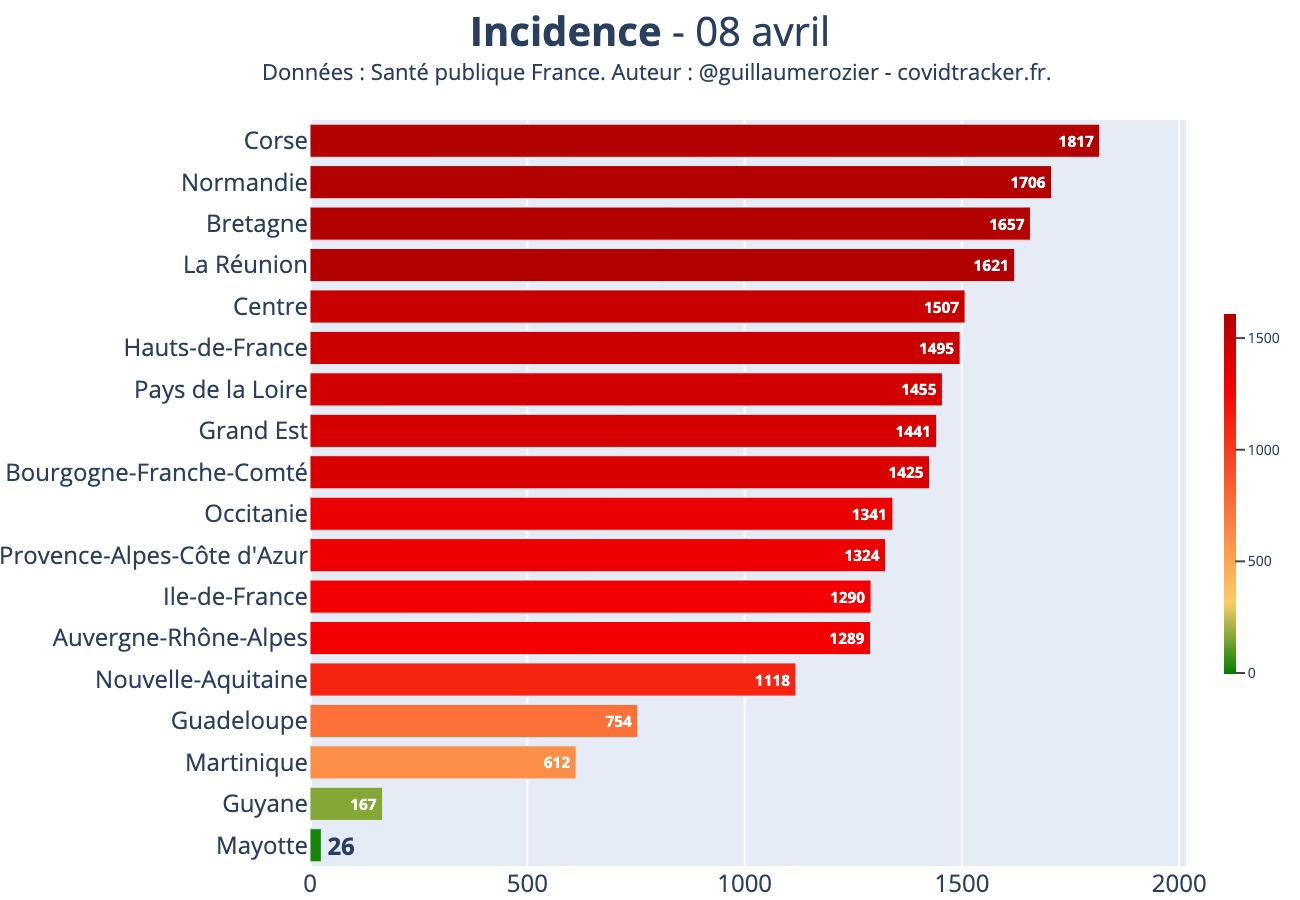 Incidence - 08 avril
Données : Santé publique France. Auteur : @guillaumerozier - covidtracker.fr.
Corse 1817
Normandie 1706
Bretagne 1657
La Réunion 1621
Centre 1507
Hauts-de-France 1495
Pays de la Loire 1455
Grand Est 1441
Bourgogne-Franche-Comté 1425
Occitanie 1341
Provence-Alpes-Côte d'Azur 1324
Ile-de-France 1290
Auvergne-Rhône-Alpes 1289
Nouvelle-Aquitaine 1118
Guadeloupe 754
Martinique 612
Guyane 167
Mayotte 26
0 500 1000 1500 2000
1500
1000
500
0